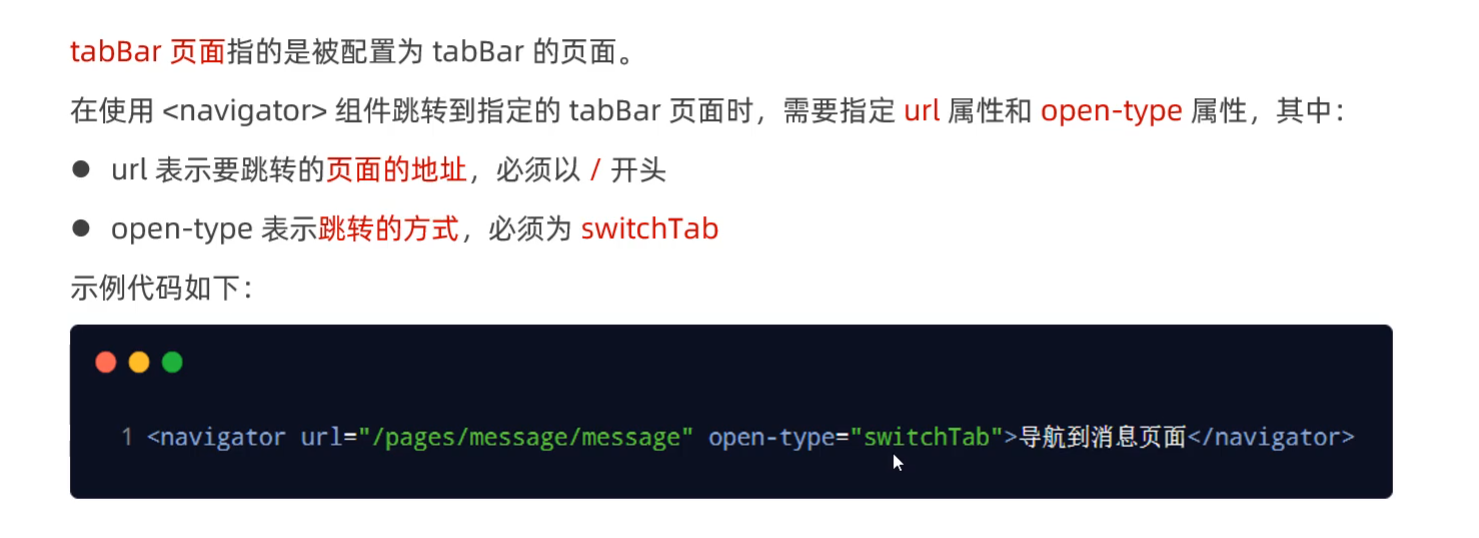 tabBar 页面指的是被配置为 tabBar 的页面。
在使用 <navigator> 组件跳转到指定的 tabBar 页面时，需要指定 url 属性和 open-type 属性，其中：
● url 表示要跳转的页面的地址，必须以 / 开头
● open-type 表示跳转的方式，必须为 switchTab
示例代码如下：
1 <navigator url="/pages/message/message" open-type="switchTab">导航到消息页面</navigator>